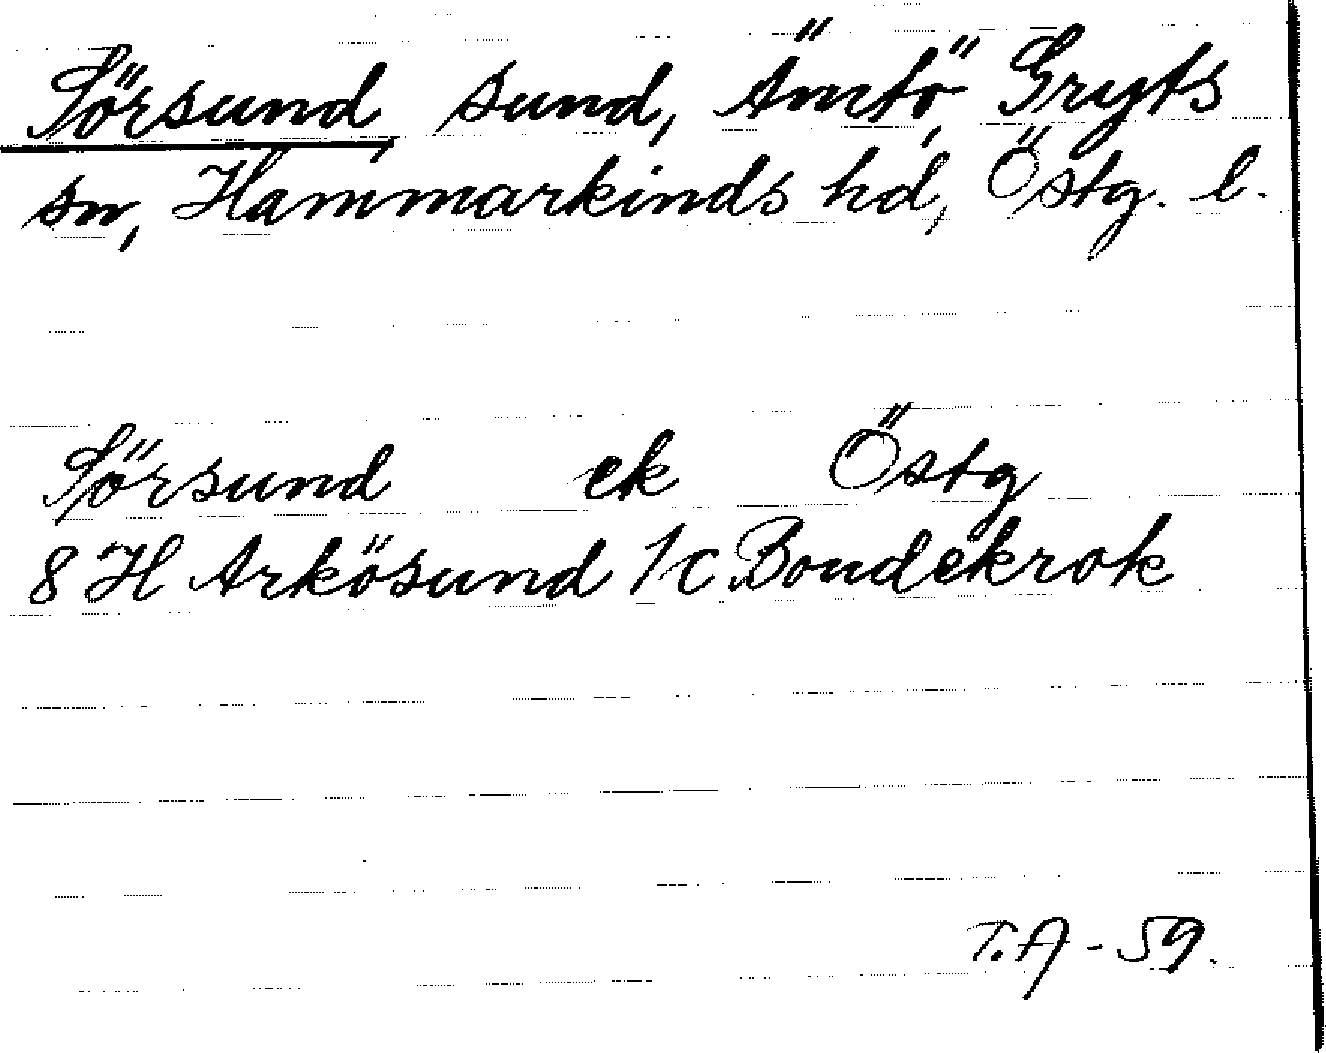 Sörsund, sund, Ämtö, Gryts
sn, Hammarkinds hd, Östg. l.
Sörsund ek Östg
8 H Arkösund 1c Bondekrok
T.A - 59.